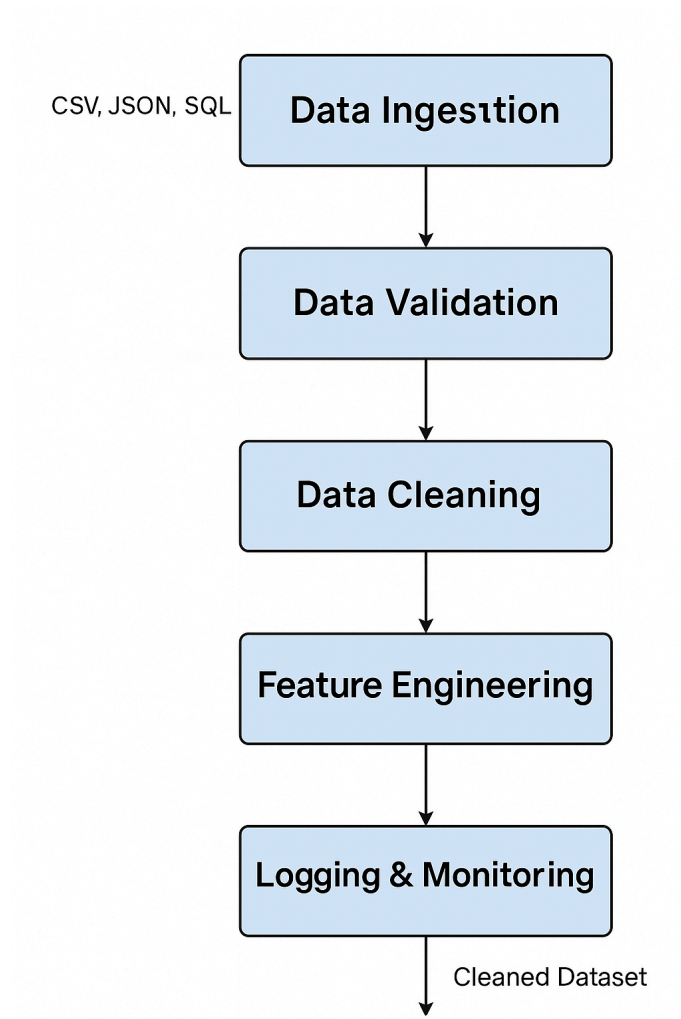 CSV, JSON, SQL
Data Ingesıtion
Data Validation
Data Cleaning
Feature Engineering
Logging & Monitoring
Cleaned Dataset